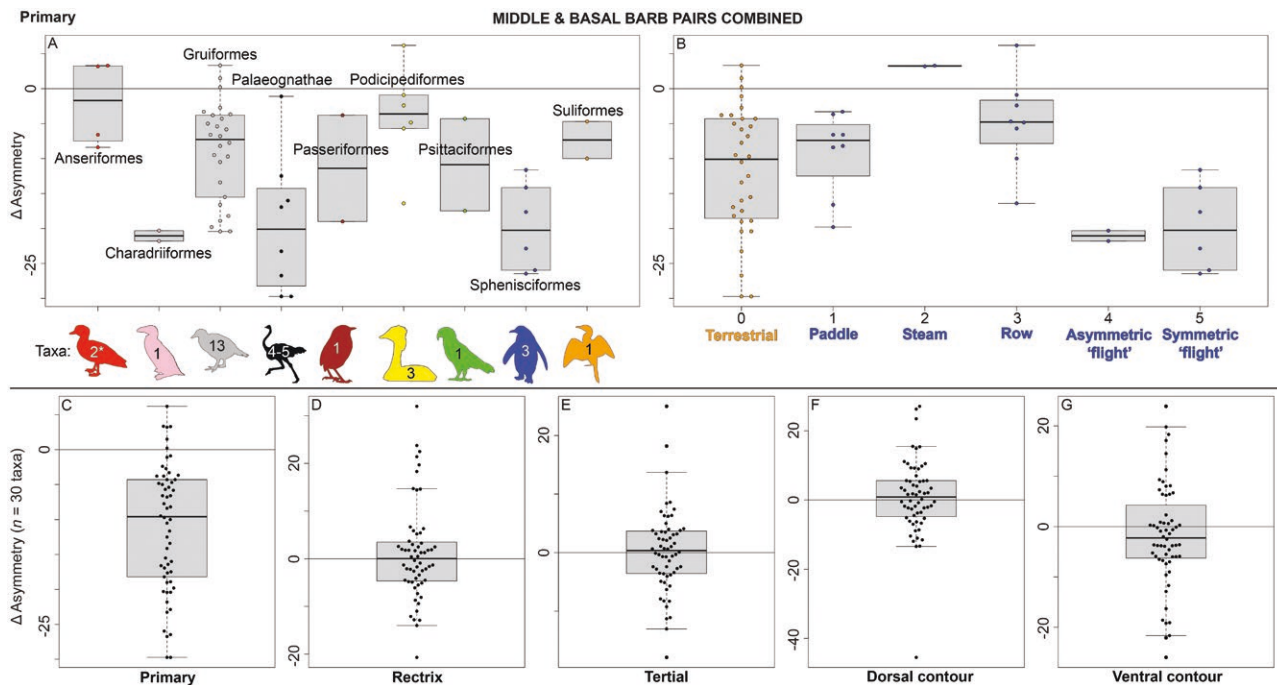 Primary
MIDDLE & BASAL BARB PAIRS COMBINED
A
Gruiformes
Palaeognathae
Podicipediformes
Suliformes
Anseriformes
Passeriformes
Psittaciformes
Charadriiformes
Sphenisciformes
Δ Asymmetry
0
-25
Taxa:
2*
1
13
4-5
1
3
1
3
1
B
Δ Asymmetry
0
-25
0 1 2 3 4 5
Terrestrial Paddle Steam Row Asymmetric Symmetric
'flight' 'flight'
C
Δ Asymmetry (n = 30 taxa)
0
-25
Primary
D
20
0
-20
Rectrix
E
20
0
-20
Tertial
F
20
0
-20
-40
Dorsal contour
G
20
0
-20
Ventral contour